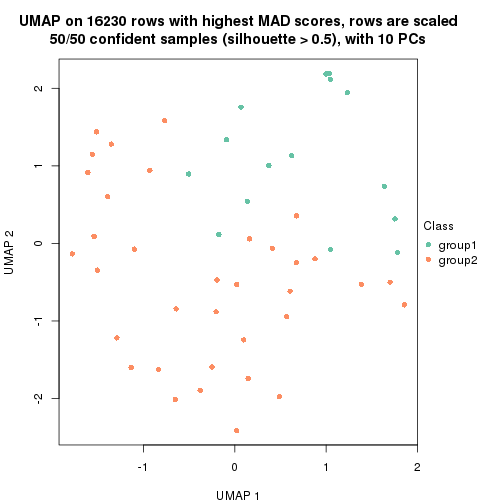 UMAP on 16230 rows with highest MAD scores, rows are scaled
50/50 confident samples (silhouette > 0.5), with 10 PCs
2
1
0
-1
-2
UMAP 2
-1
0
1
2
UMAP 1
Class
group1
group2